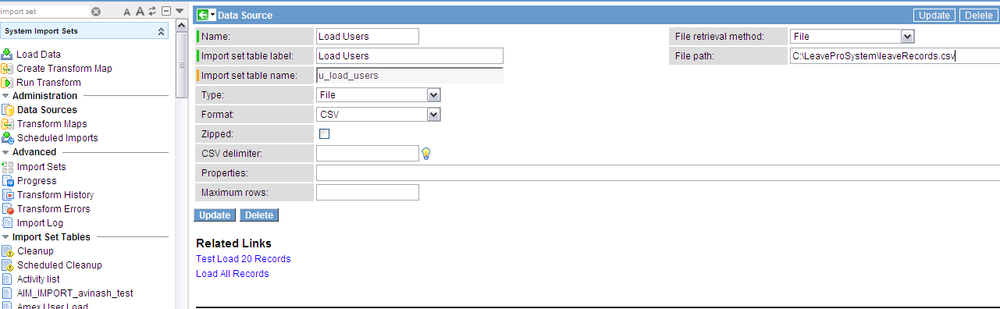 import set
A A
System Import Sets
Load Data
Create Transform Map
Run Transform
Administration
Data Sources
Transform Maps
Scheduled Imports
Advanced
Import Sets
Progress
Transform History
Transform Errors
Import Log
Import Set Tables
Cleanup
Scheduled Cleanup
Activity list
AIM_IMPORT_avinash_test
Amex User Load
Data Source
Update Delete
Name: Load Users
Import set table label: Load Users
Import set table name: u_load_users
Type: File
Format: CSV
Zipped:
CSV delimiter:
Properties:
Maximum rows:
File retrieval method: File
File path: C:\LeaveProSystem\leaveRecords.csv
Update Delete
Related Links
Test Load 20 Records
Load All Records